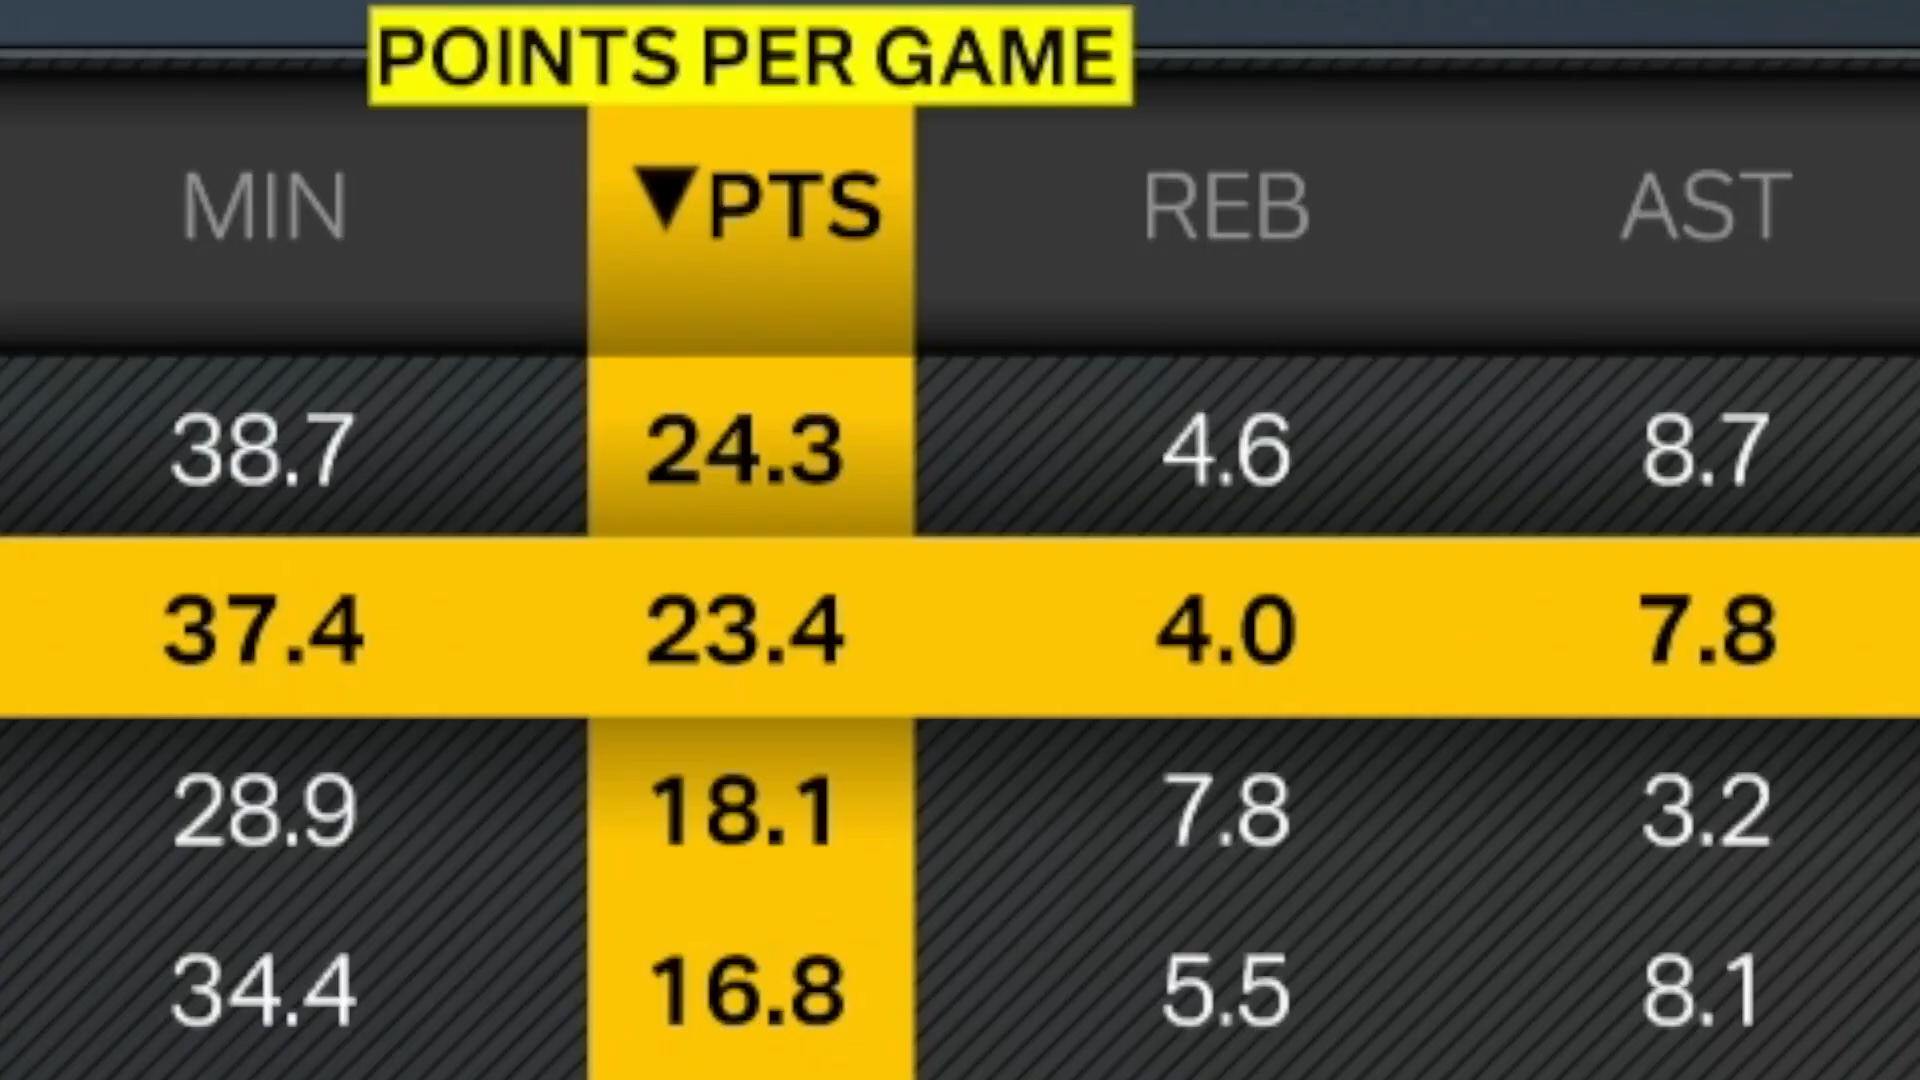 POINTS PER GAME
MIN ▼PTS REB AST
38.7 24.3 4.6 8.7
37.4 23.4 4.0 7.8
28.9 18.1 7.8 3.2
34.4 16.8 5.5 8.1